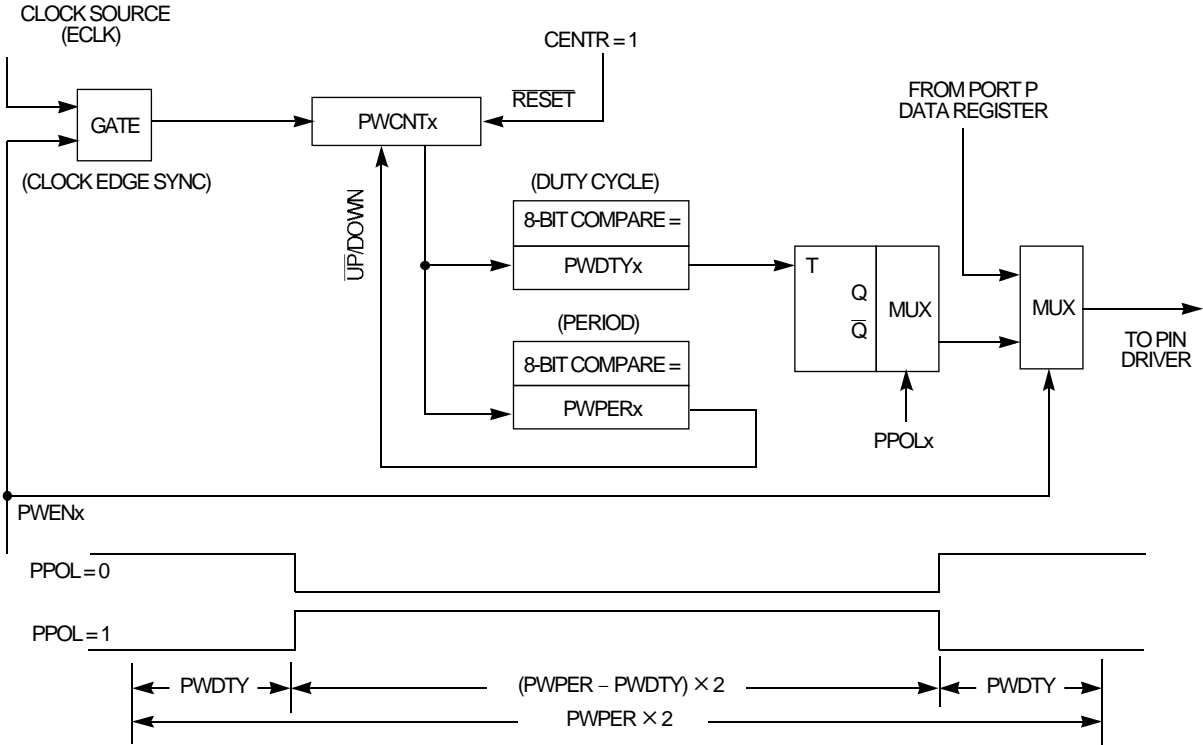 CLOCK SOURCE
(ECLK)
CENTR = 1
RESET
FROM PORT P
DATA REGISTER
GATE
PWCNTx
(CLOCK EDGE SYNC)
UP/DOWN
(DUTY CYCLE)
8-BIT COMPARE =
PWDTYx
T
Q
Q̅
MUX
MUX
(PERIOD)
8-BIT COMPARE =
PWPERx
TO PIN
DRIVER
PPOLx
PWENx
PPOL = 0
PPOL = 1
PWDTY
(PWPER − PWDTY) × 2
PWDTY
PWPER × 2